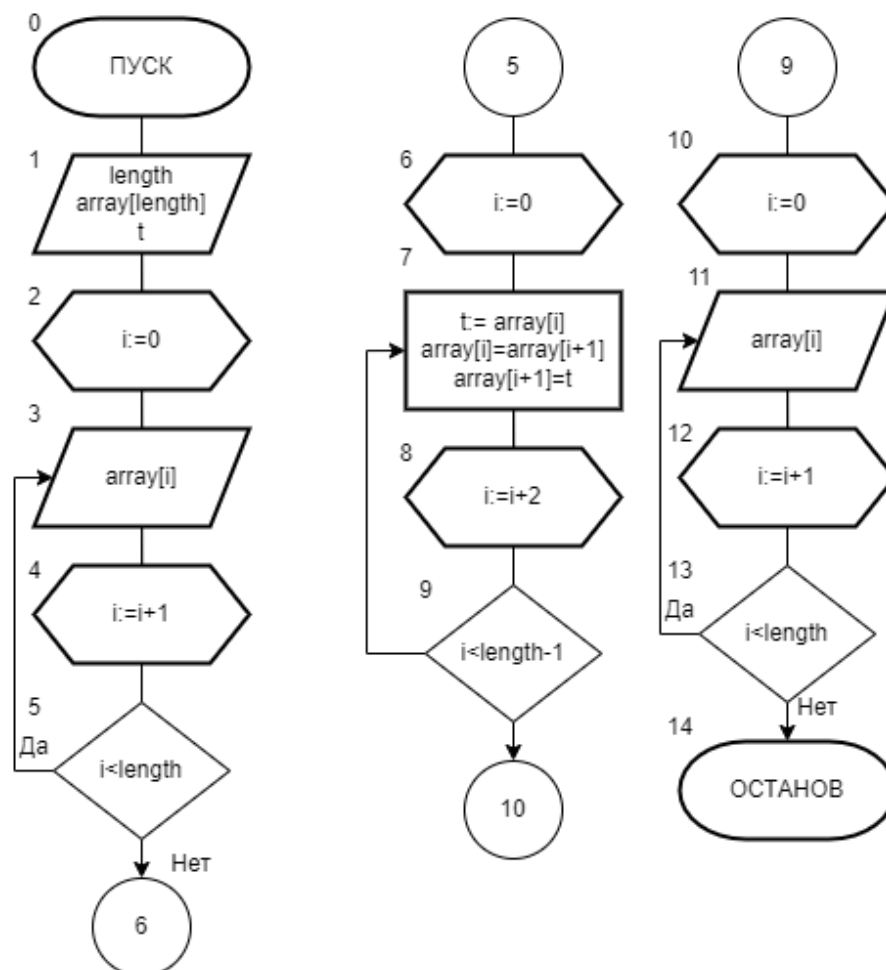 0
ПУСК
1
length
array[length]
t
2
i:=0
3
array[i]
4
i:=i+1
5
Да
i<length
Нет
6
5
6
i:=0
7
t:= array[i]
array[i]=array[i+1]
array[i+1]=t
8
i:=i+2
9
i<length-1
10
9
10
i:=0
11
array[i]
12
i:=i+1
13
Да
i<length
Нет
14
ОСТАНОВ